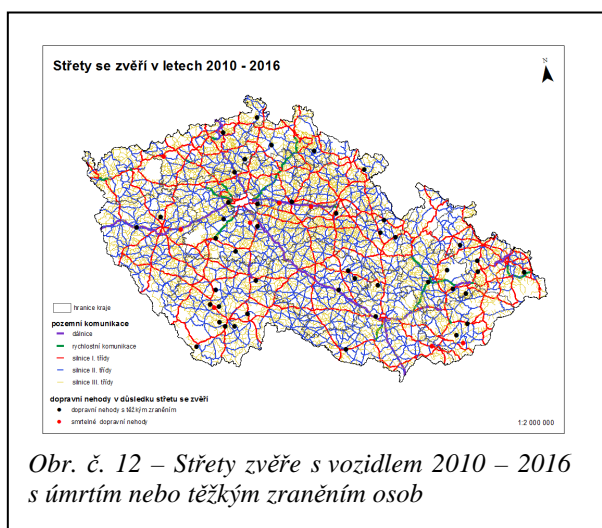 Střety se zvěří v letech 2010 - 2016
N
hranice kraje
pozemní komunikace
dálnice
rychlostní komunikace
silnice I. třídy
silnice II. třídy
silnice III. třídy
dopravní nehody v důsledku střetu se zvěří
dopravní nehody s těžkým zraněním
smrtelné dopravní nehody
1:2 000 000
Obr. č. 12 – Střety zvěře s vozidlem 2010 – 2016
s úmrtím nebo těžkým zraněním osob